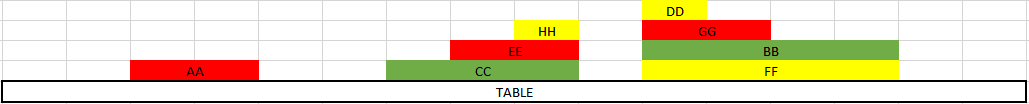 DD
HH GG
EE BB
AA CC FF
TABLE